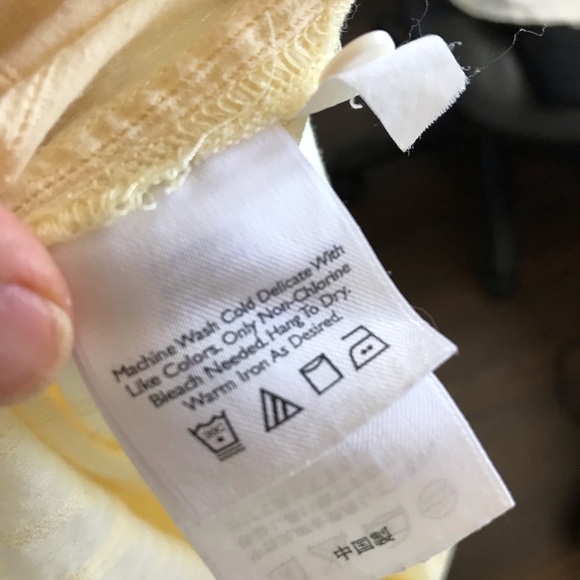 Machine Wash Cold Delicate With
Like Colors. Only Non-Chlorine
Bleach Needed. Hang To Dry.
Warm Iron As Desired.
30C
中国製